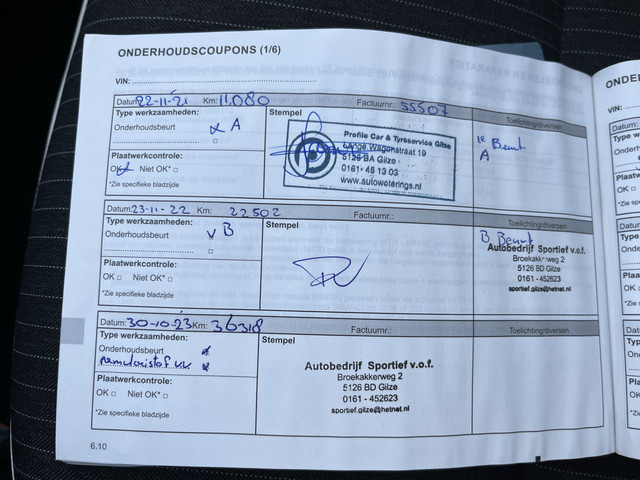 ONDERHOUDSCOUPONS (1/6)
VIN:
Datum: 22-11-21 Km: 11.080 Factuurnr.: 55507 Toelichting/diversen
Type werkzaamheden:
Onderhoudsbeurt x A
Plaatwerkcontrole:
OK Niet OK* □
*Zie specifieke bladzijde
Stempel
Profile Car & Tyreservice Gilze
Lange Wagenstraat 19
5126 BA Gilze
0161-45 13 03
www.autoweterings.nl
1e Beurt
A
Datum: 23-11-22 Km: 22502 Factuurnr.: Toelichting/diversen
Type werkzaamheden:
Onderhoudsbeurt v B
Plaatwerkcontrole:
OK □ Niet OK* □
*Zie specifieke bladzijde
Stempel
B Beurt
Autobedrijf Sportief v.o.f.
Broekakkerweg 2
5126 BD Gilze
0161 - 452623
sportief.gilze@hetnet.nl
Datum: 30-10-23 Km: 36318 Factuurnr.: Toelichting/diversen
Type werkzaamheden:
Onderhoudsbeurt
remvloeistof v.v.
Plaatwerkcontrole:
OK □ Niet OK* □
*Zie specifieke bladzijde
Stempel
Autobedrijf Sportief v.o.f.
Broekakkerweg 2
5126 BD Gilze
0161 - 452623
sportief.gilze@hetnet.nl
6.10